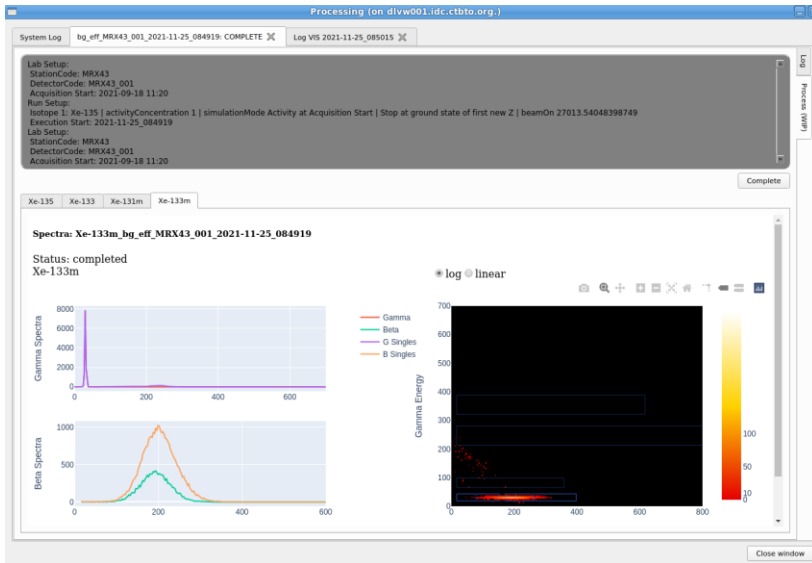 Processing (on dlvw001.idc.ctbto.org.)
System Log
bg_eff_MRX43_001_2021-11-25_084919: COMPLETE
Log VIS 2021-11-25_085015
Log
Process (WIP)
Lab Setup:
StationCode: MRX43
DetectorCode: MRX43_001
Acquisition Start: 2021-09-18 11:20
Run Setup:
Isotope 1: Xe-135 | activityConcentration 1 | simulationMode Activity at Acquisition Start | Stop at ground state of first new Z | beamOn 27013.54048398749
Execution Start: 2021-11-25_084919
Lab Setup:
StationCode: MRX43
DetectorCode: MRX43_001
Acquisition Start: 2021-09-18 11:20
Complete
Xe-135
Xe-133
Xe-131m
Xe-133m
Spectra: Xe-133m_bg_eff_MRX43_001_2021-11-25_084919
Status: completed
Xe-133m
log
linear
Gamma Spectra
8000
6000
4000
2000
0
0
200
400
600
Gamma
Beta
G Singles
B Singles
Beta Spectra
1000
500
0
0
200
400
600
Gamma Energy
700
600
500
400
300
200
100
0
0
200
400
600
800
100
50
10
0
Close window